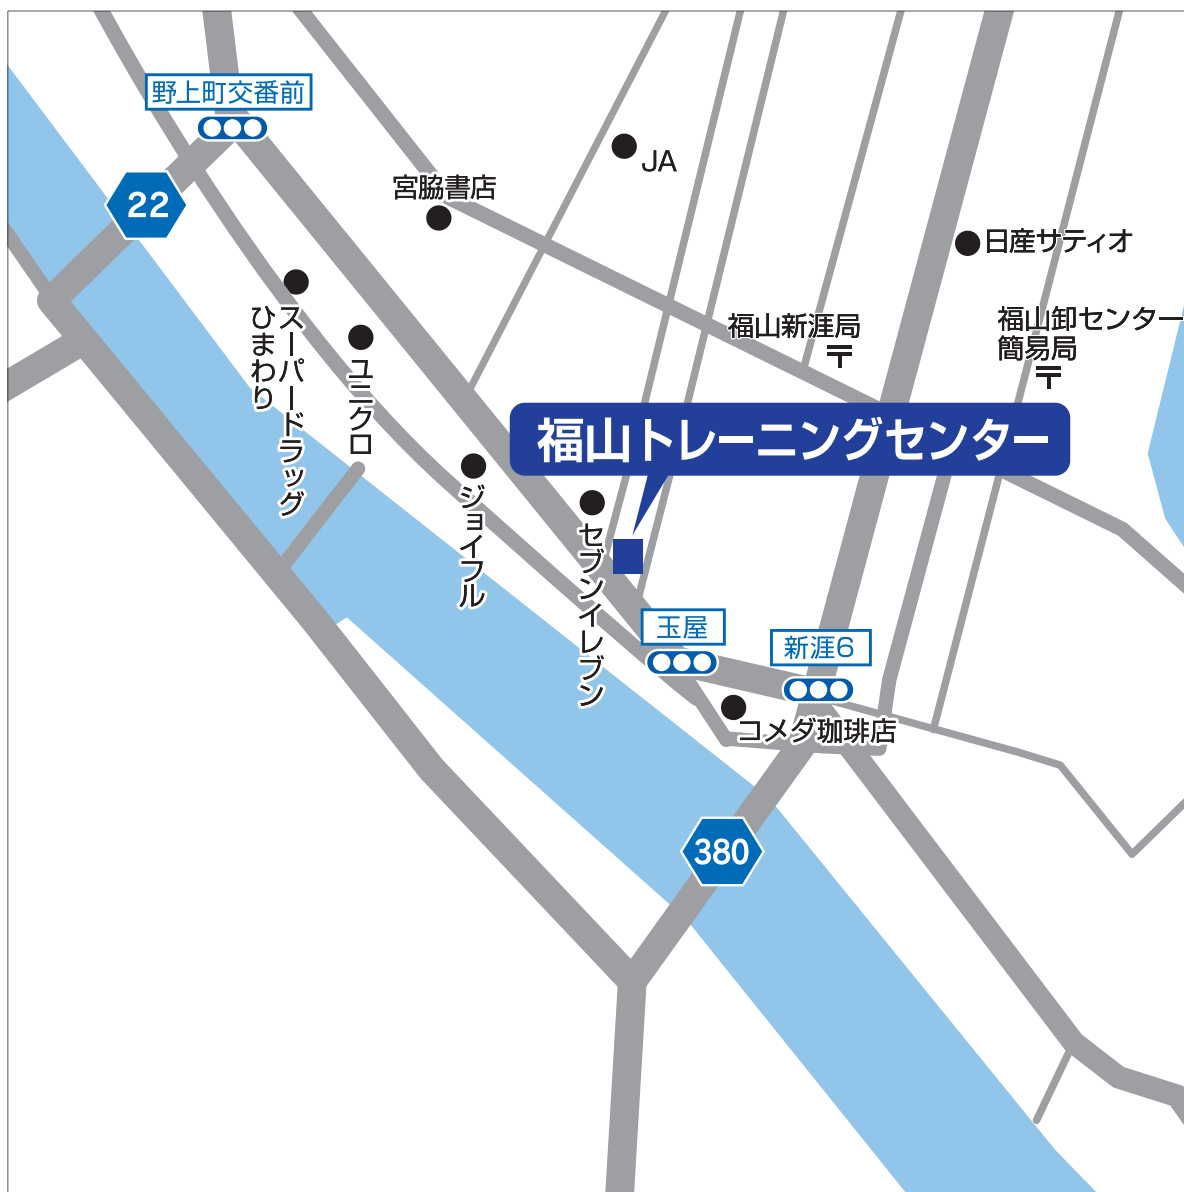 野上町交番前
22
JA
宮脇書店
日産サティオ
スーパードラッグ
ひまわり
ユニクロ
福山新涯局
福山卸センター
簡易局
福山トレーニングセンター
ジョイフル
セブンイレブン
玉屋
新涯6
コメダ珈琲店
380